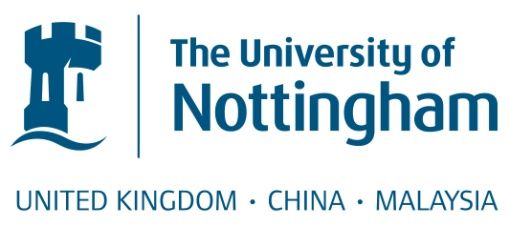 The University of
Nottingham
UNITED KINGDOM · CHINA · MALAYSIA